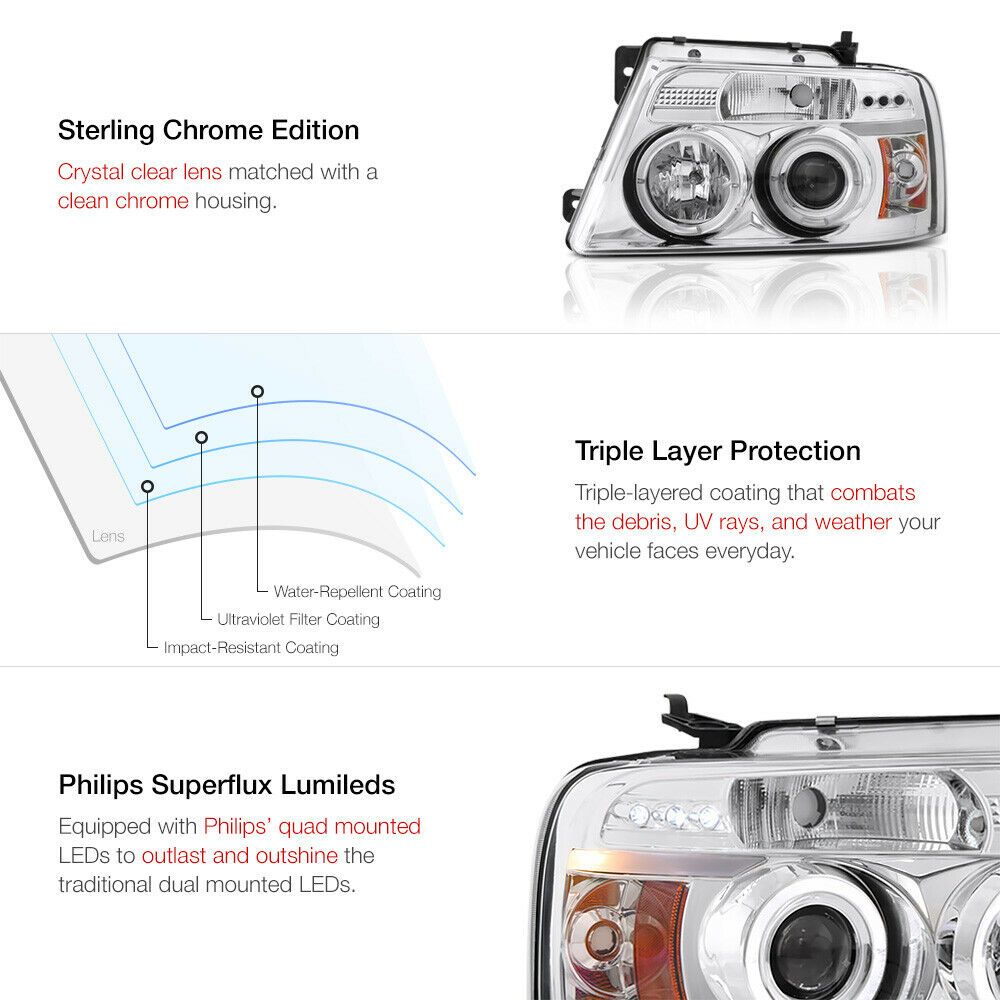 Sterling Chrome Edition
Crystal clear lens matched with a
clean chrome housing.
Lens
Water-Repellent Coating
Ultraviolet Filter Coating
Impact-Resistant Coating
Triple Layer Protection
Triple-layered coating that combats
the debris, UV rays, and weather your
vehicle faces everyday.
Philips Superflux Lumileds
Equipped with Philips' quad mounted
LEDs to outlast and outshine the
traditional dual mounted LEDs.